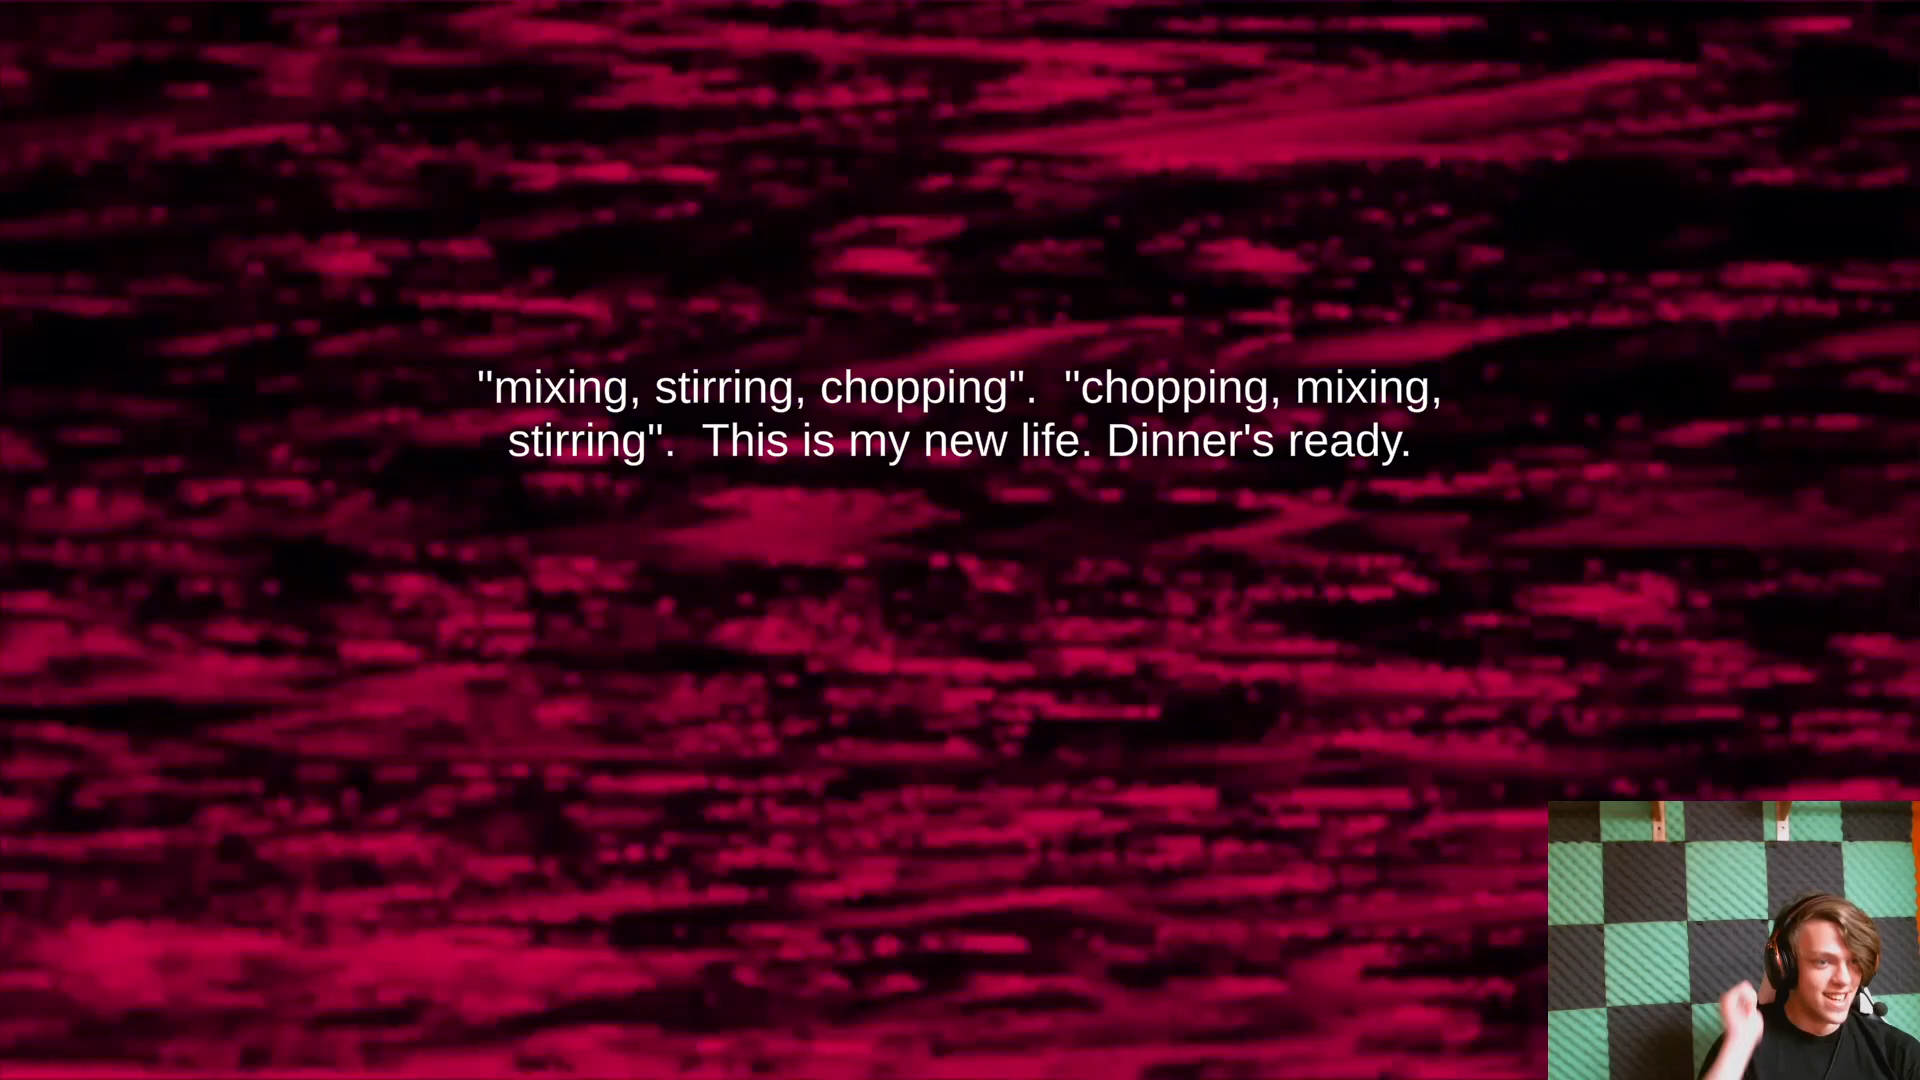 "mixing, stirring, chopping".  "chopping, mixing,
stirring".  This is my new life. Dinner's ready.